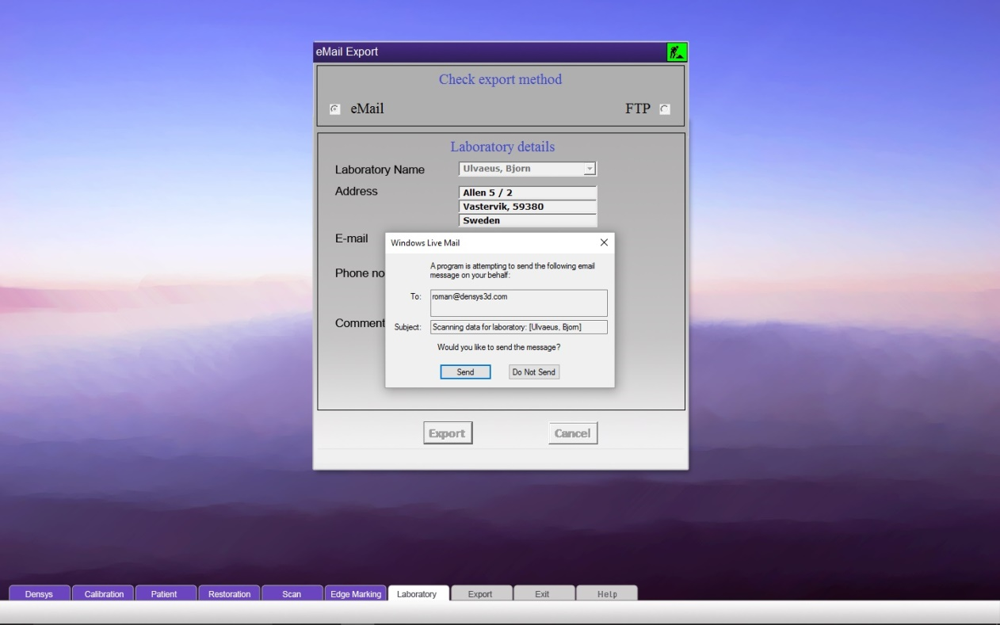 eMail Export
Check export method
eMail
FTP
Laboratory details
Laboratory Name
Ulvaeus, Bjorn
Address
Allen 5 / 2
Vastervik, 59380
Sweden
E-mail
Phone no
Comment
Windows Live Mail
A program is attempting to send the following email
message on your behalf:
To:
roman@densys3d.com
Subject:
Scanning data for laboratory: [Ulvaeus, Bjorn]
Would you like to send the message?
Send
Do Not Send
Export
Cancel
Densys
Calibration
Patient
Restoration
Scan
Edge Marking
Laboratory
Export
Exit
Help